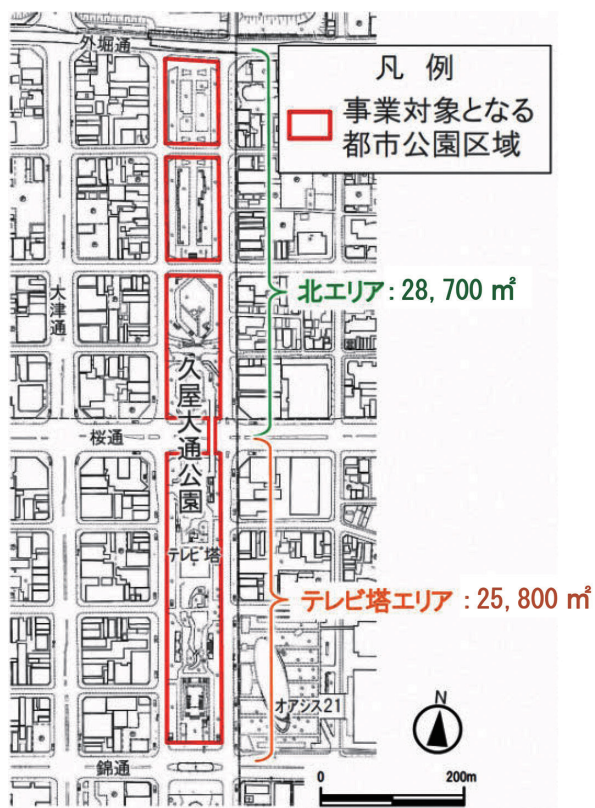 外堀通
凡 例
事業対象となる
都市公園区域
北エリア：28,700 ㎡
大津通
久屋大通公園
桜通
テレビ塔
テレビ塔エリア ：25,800 ㎡
オアシス21
N
錦通
0 200m